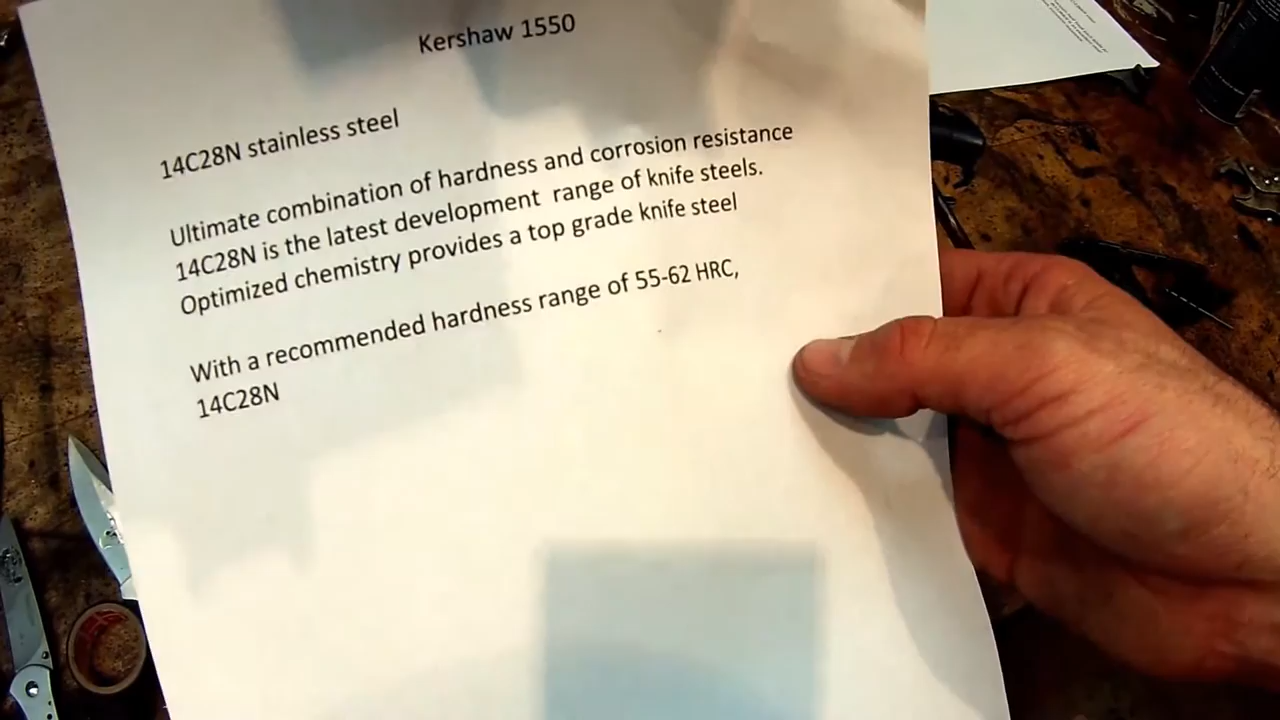 Kershaw 1550
14C28N stainless steel
Ultimate combination of hardness and corrosion resistance
14C28N is the latest development  range of knife steels.
Optimized chemistry provides a top grade knife steel
With a recommended hardness range of 55-62 HRC,
14C28N